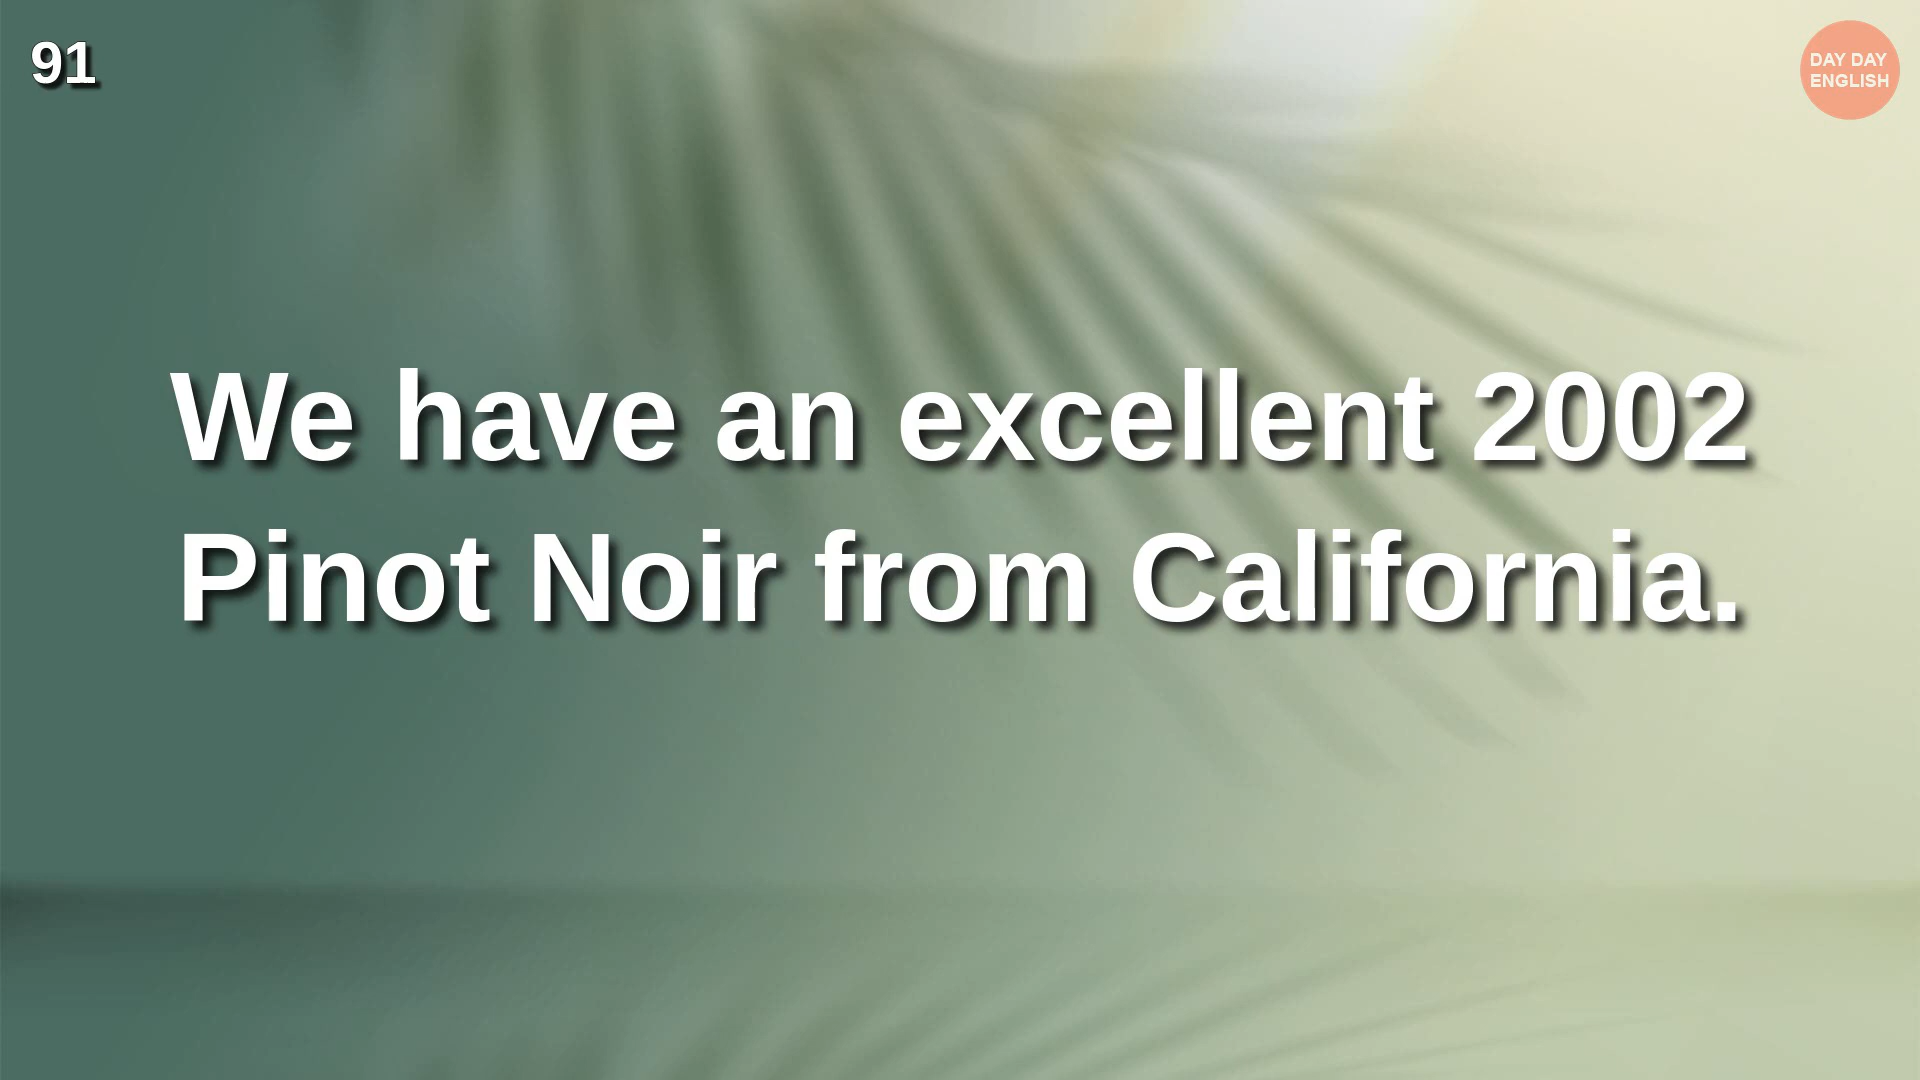 91
DAY DAY
ENGLISH
We have an excellent 2002
Pinot Noir from California.